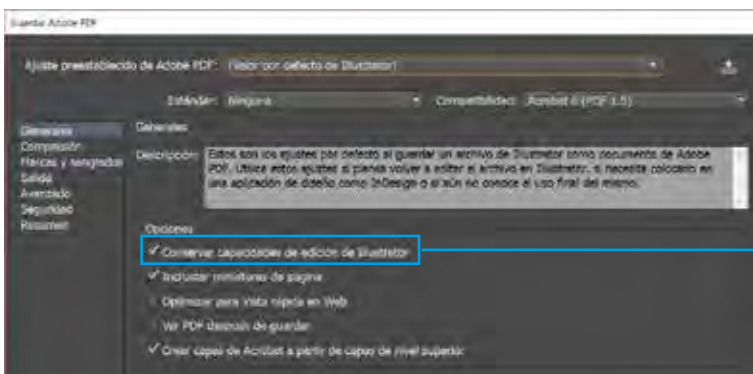 Guardar Adobe PDF
Ajuste preestablecido de Adobe PDF: [Valor por defecto de Illustrator]
Estándar: Ninguna Compatibilidad: Acrobat 6 (PDF 1.5)
Generales Generales
Compresión
Marcas y sangrados
Salida
Avanzado
Seguridad
Resumen
Descripción: Estos son los ajustes por defecto al guardar un archivo de Illustrator como documento de Adobe
PDF. Utilice estos ajustes si piensa volver a editar el archivo en Illustrator, si necesita colocarlo en
una aplicación de diseño como InDesign o si aún no conoce el uso final del mismo.
Opciones
Conservar capacidades de edición de Illustrator
Incrustar miniaturas de página
Optimizar para vista rápida en Web
Ver PDF después de guardar
Crear capas de Acrobat a partir de capas de nivel superior